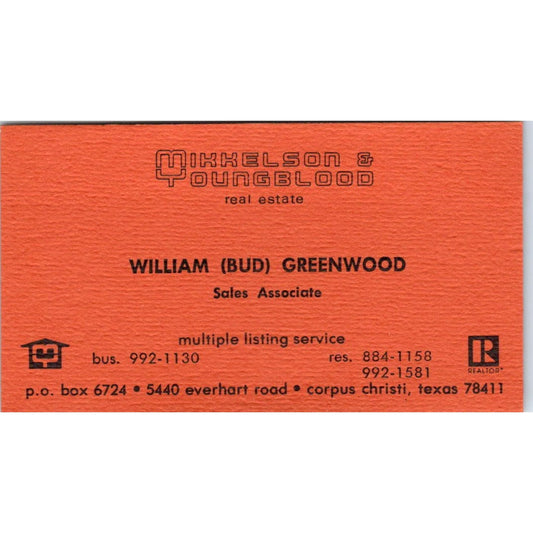 MIKKELSON &
YOUNGBLOOD
real estate
WILLIAM (BUD) GREENWOOD
Sales Associate
multiple listing service
bus. 992-1130 res. 884-1158
992-1581
R
REALTOR®
p.o. box 6724 • 5440 everhart road • corpus christi, texas 78411